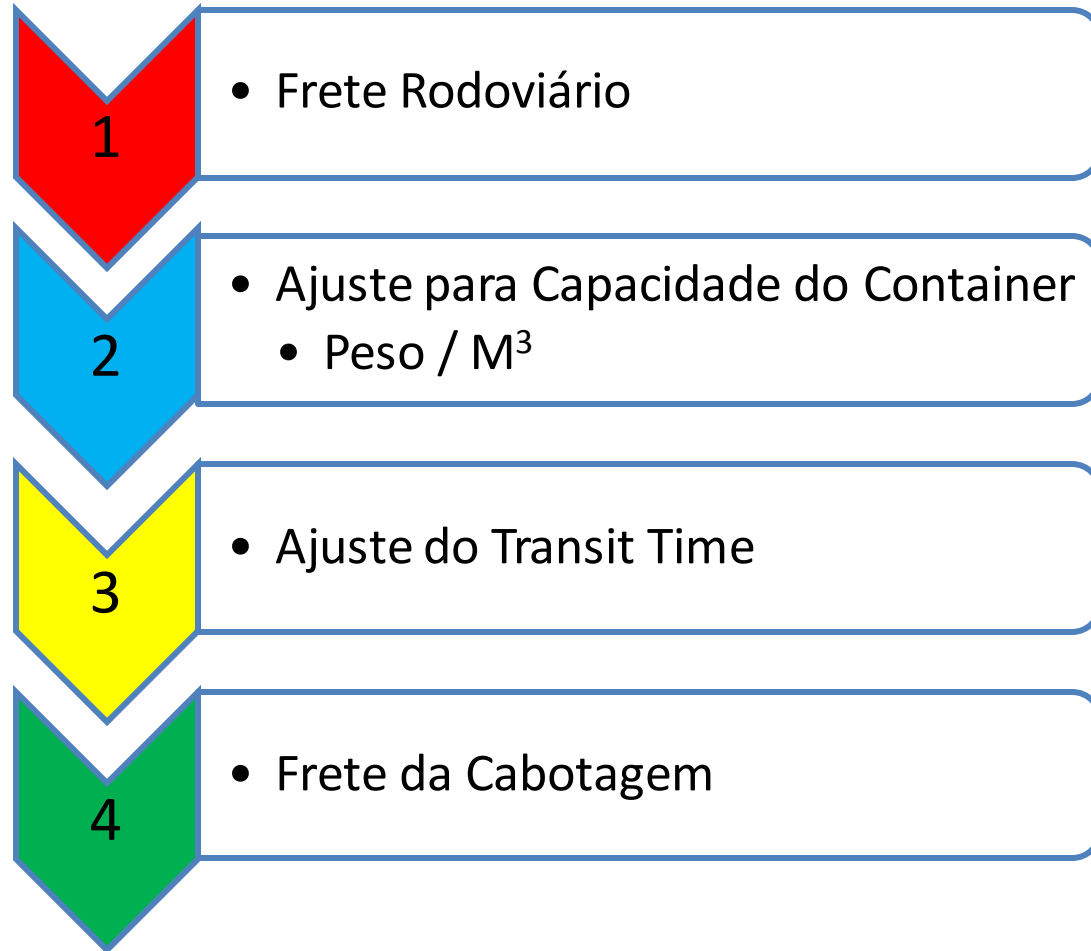 1
• Frete Rodoviário
2
• Ajuste para Capacidade do Container
• Peso / M³
3
• Ajuste do Transit Time
4
• Frete da Cabotagem